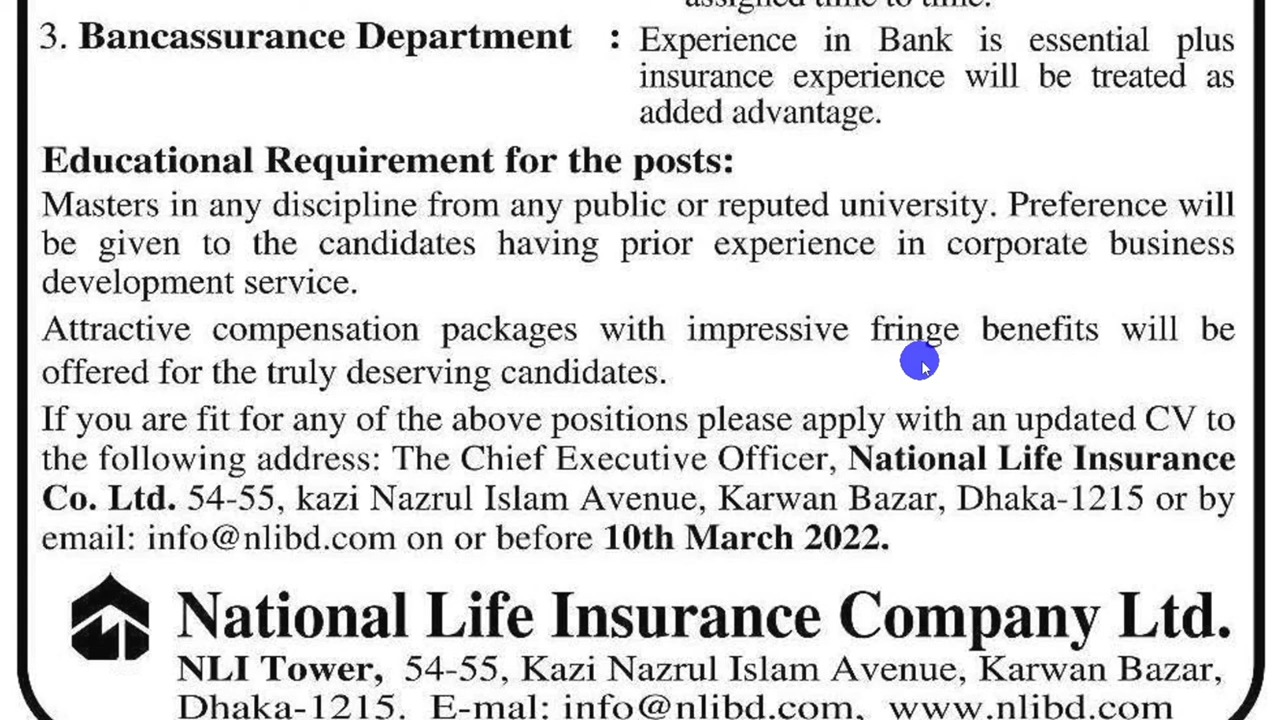 assigned time to time.
3. Bancassurance Department : Experience in Bank is essential plus
insurance experience will be treated as
added advantage.
Educational Requirement for the posts:
Masters in any discipline from any public or reputed university. Preference will
be given to the candidates having prior experience in corporate business
development service.
Attractive compensation packages with impressive fringe benefits will be
offered for the truly deserving candidates.
If you are fit for any of the above positions please apply with an updated CV to
the following address: The Chief Executive Officer, National Life Insurance
Co. Ltd. 54-55, kazi Nazrul Islam Avenue, Karwan Bazar, Dhaka-1215 or by
email: info@nlibd.com on or before 10th March 2022.
National Life Insurance Company Ltd.
NLI Tower, 54-55, Kazi Nazrul Islam Avenue, Karwan Bazar,
Dhaka-1215. E-mal: info@nlibd.com, www.nlibd.com